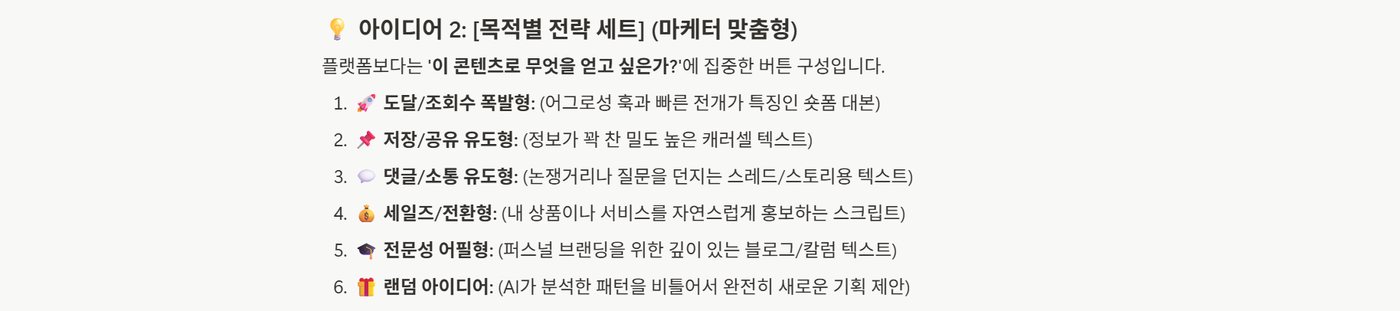 💡 아이디어 2: [목적별 전략 세트] (마케터 맞춤형)
플랫폼보다는 '이 콘텐츠로 무엇을 얻고 싶은가?'에 집중한 버튼 구성입니다.
1. 🚀 도달/조회수 폭발형: (어그로성 훅과 빠른 전개가 특징인 숏폼 대본)
2. 📌 저장/공유 유도형: (정보가 꽉 찬 밀도 높은 캐러셀 텍스트)
3. 💬 댓글/소통 유도형: (논쟁거리나 질문을 던지는 스레드/스토리용 텍스트)
4. 💰 세일즈/전환형: (내 상품이나 서비스를 자연스럽게 홍보하는 스크립트)
5. 🎓 전문성 어필형: (퍼스널 브랜딩을 위한 깊이 있는 블로그/칼럼 텍스트)
6. 🎁 랜덤 아이디어: (AI가 분석한 패턴을 비틀어서 완전히 새로운 기획 제안)